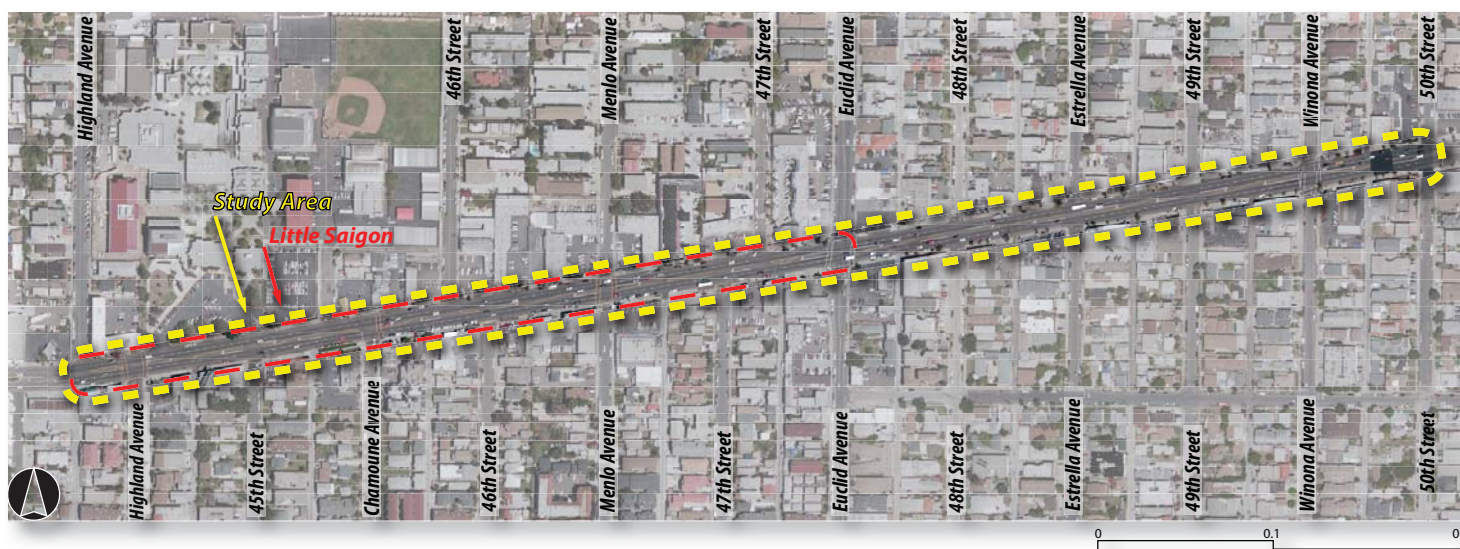 Highland Avenue
46th Street
Menlo Avenue
47th Street
Euclid Avenue
48th Street
Estrella Avenue
49th Street
Winona Avenue
50th Street
Study Area
Little Saigon
Highland Avenue
45th Street
Chamoune Avenue
46th Street
Menlo Avenue
47th Street
Euclid Avenue
48th Street
Estrella Avenue
49th Street
Winona Avenue
50th Street
0 0.1 0